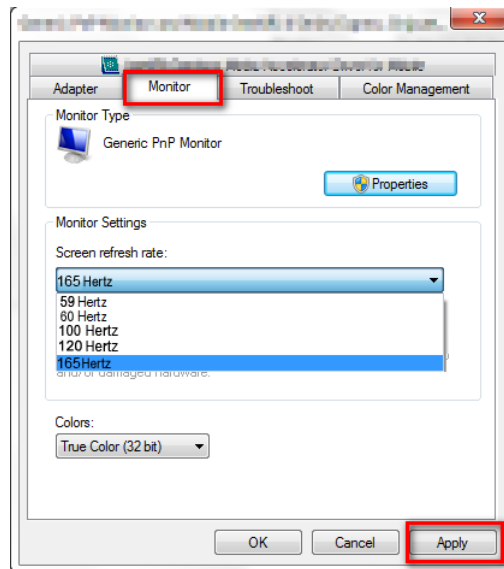 Adapter
Monitor
Troubleshoot
Color Management
Monitor Type
Generic PnP Monitor
Properties
Monitor Settings
Screen refresh rate:
165 Hertz
59 Hertz
60 Hertz
100 Hertz
120 Hertz
165 Hertz
and/or damaged hardware.
Colors:
True Color (32 bit)
OK
Cancel
Apply